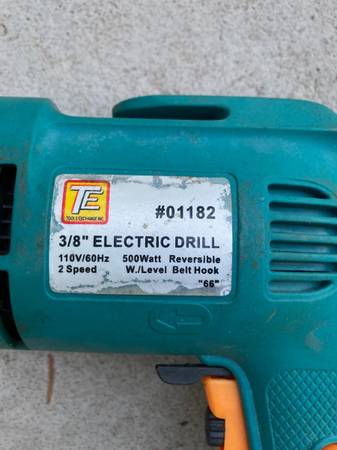 TE
TOOLS EXCHANGE INC.
#01182
3/8" ELECTRIC DRILL
110V/60Hz 500Watt Reversible
2 Speed W./Level Belt Hook
"66"